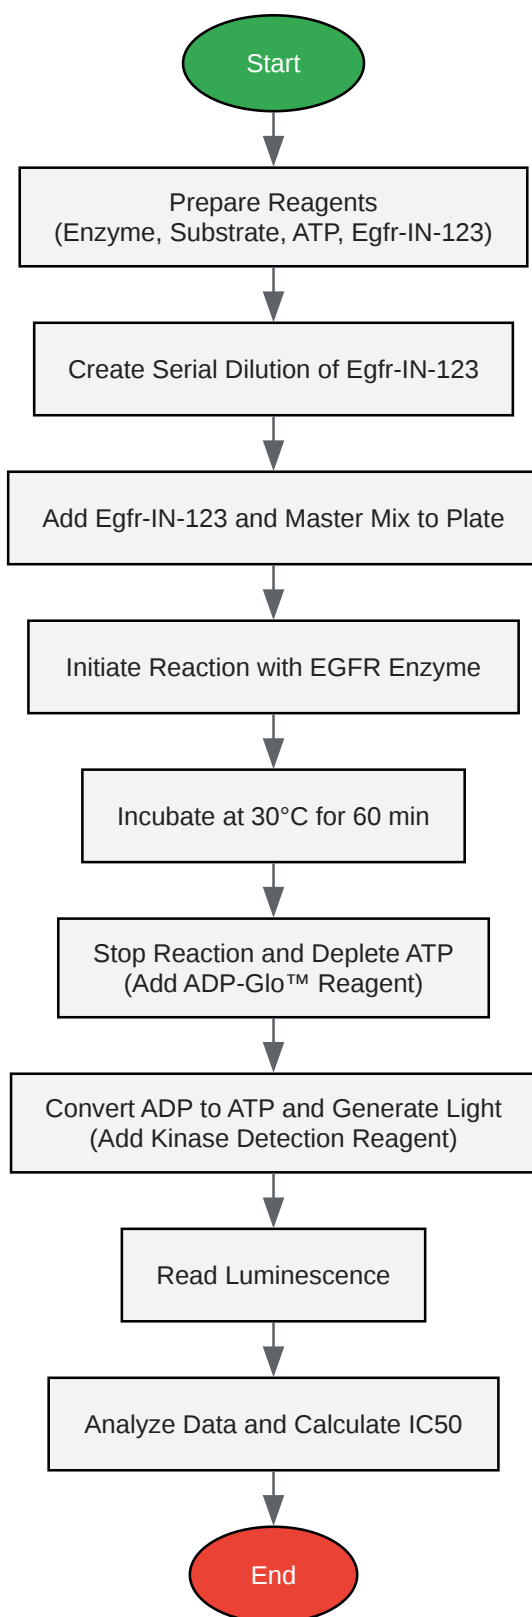 Start
Prepare Reagents
(Enzyme, Substrate, ATP, Egfr-IN-123)
Create Serial Dilution of Egfr-IN-123
Add Egfr-IN-123 and Master Mix to Plate
Initiate Reaction with EGFR Enzyme
Incubate at 30°C for 60 min
Stop Reaction and Deplete ATP
(Add ADP-Glo™ Reagent)
Convert ADP to ATP and Generate Light
(Add Kinase Detection Reagent)
Read Luminescence
Analyze Data and Calculate IC50
End